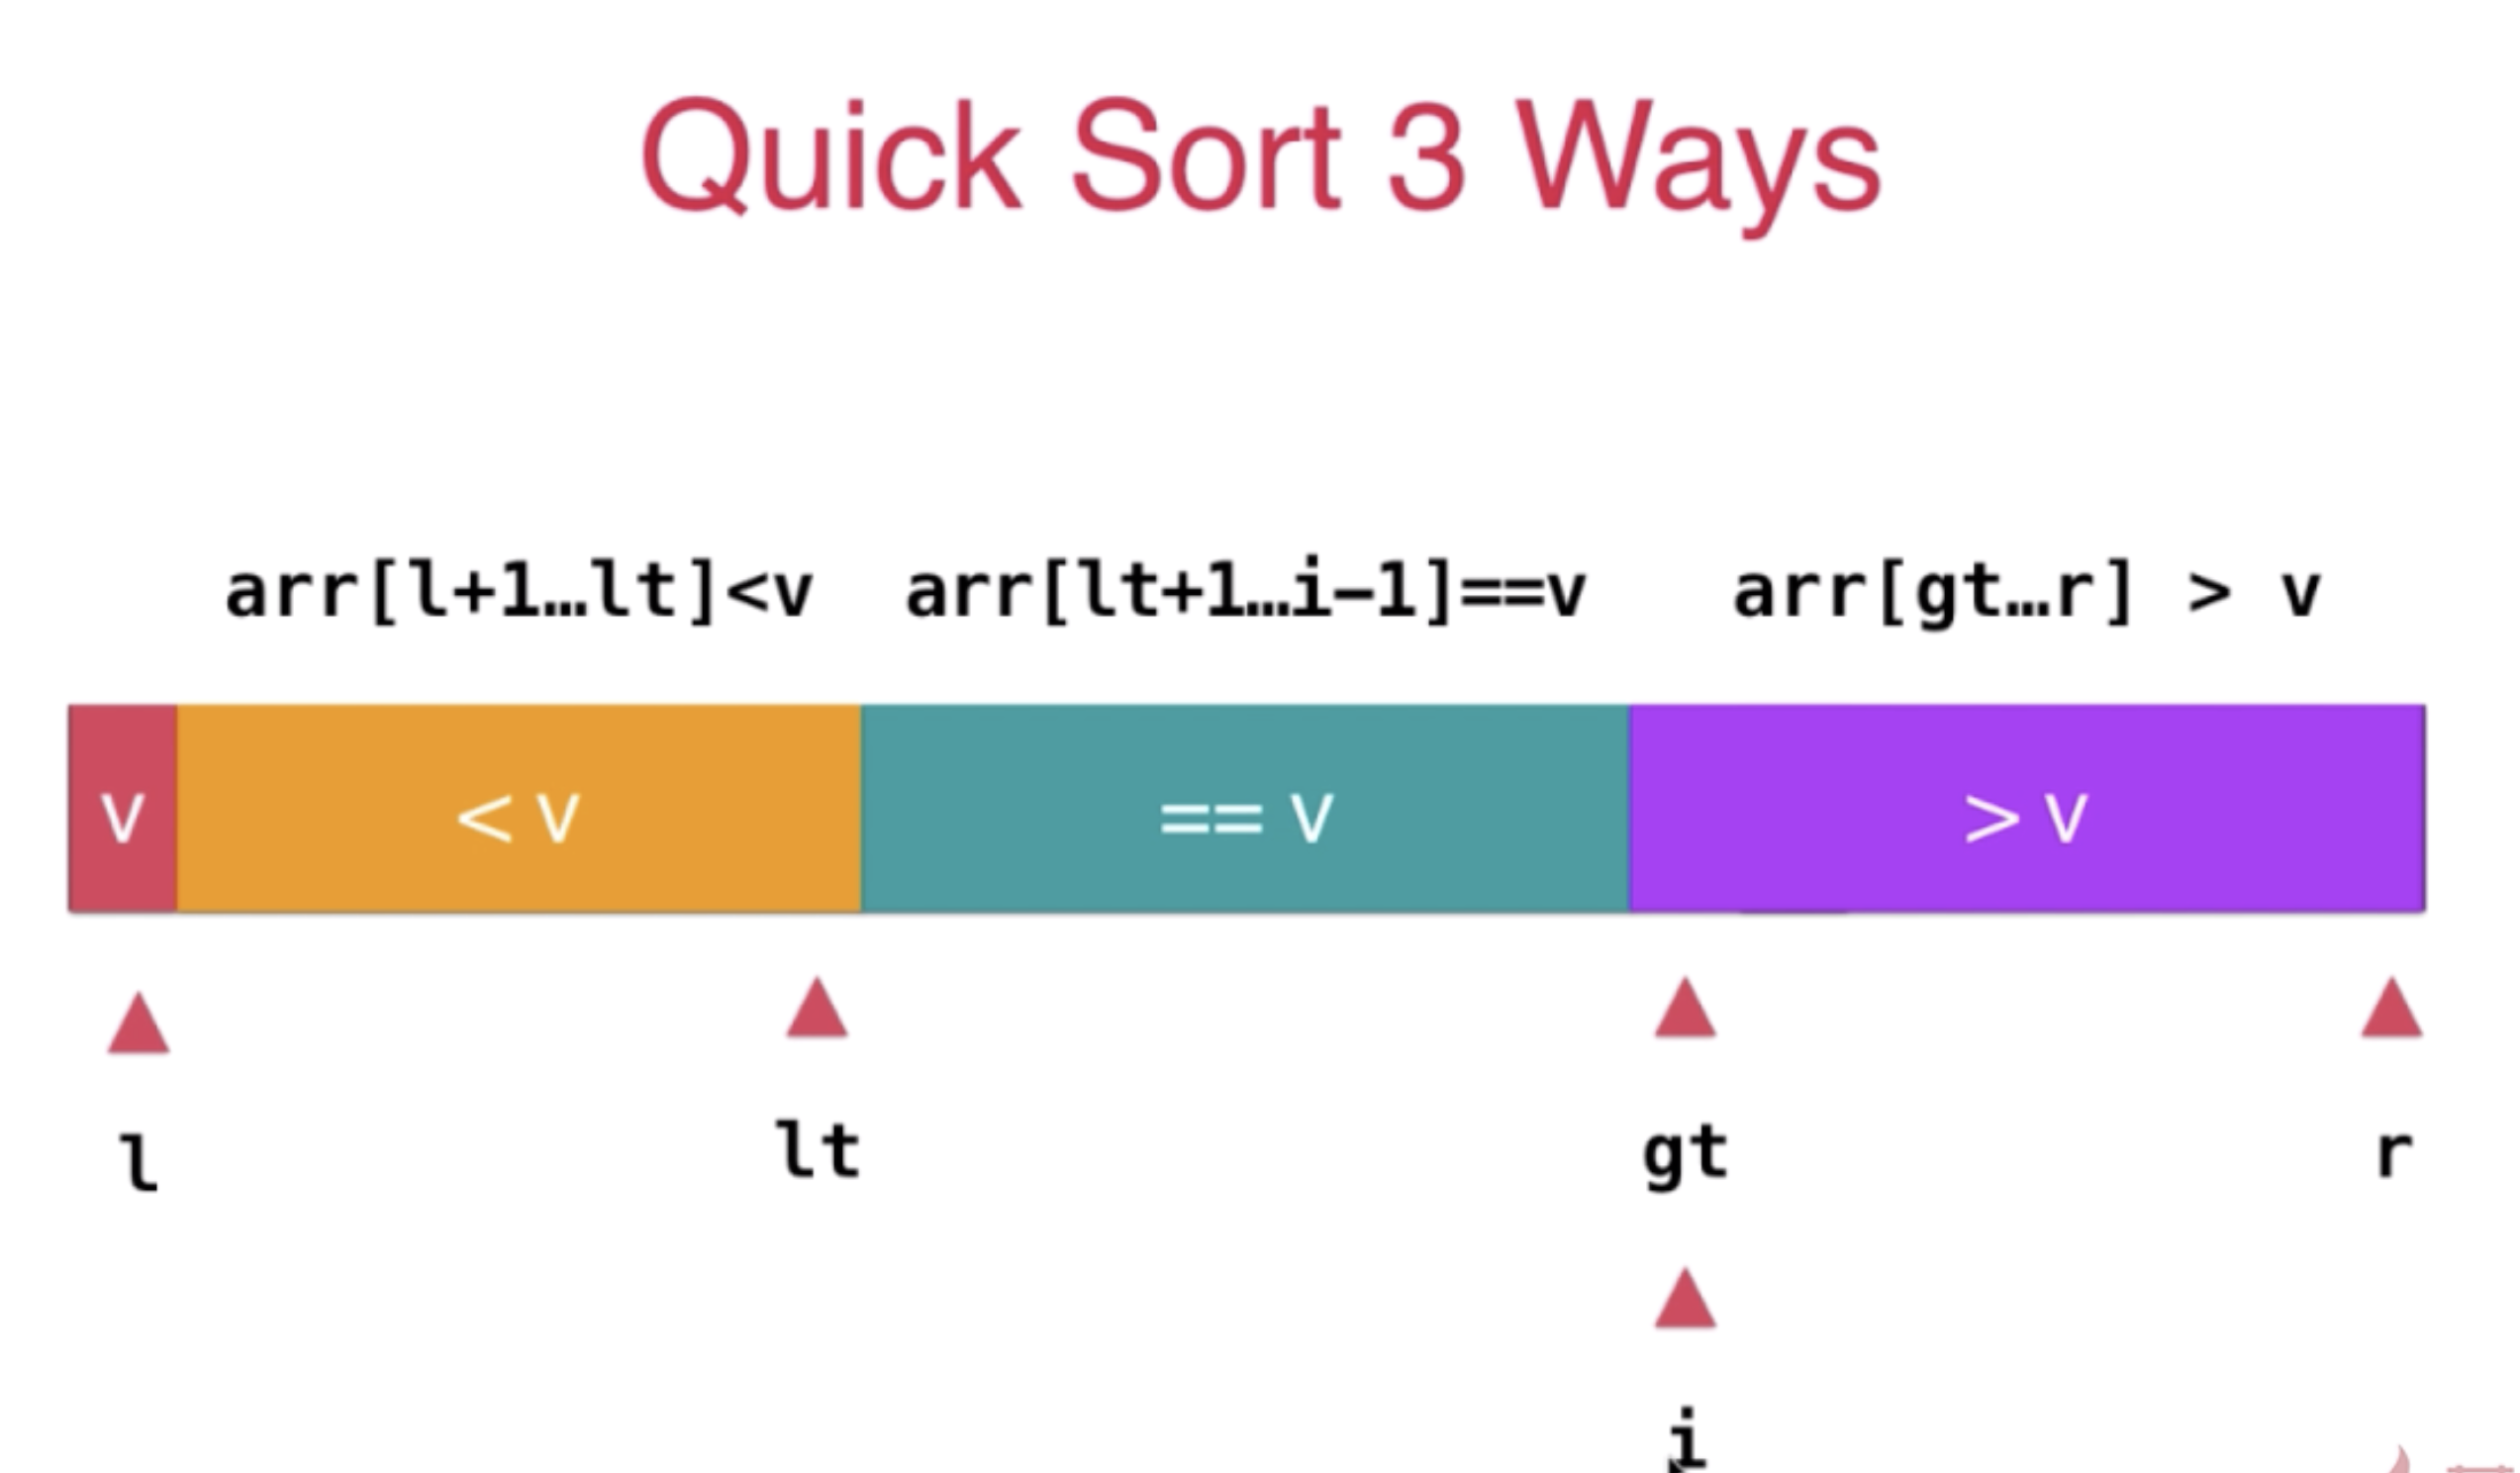 Quick Sort 3 Ways
arr[l+1…lt]<v arr[lt+1…i-1]==v arr[gt…r] > v
v < v == v > v
l lt gt r
i